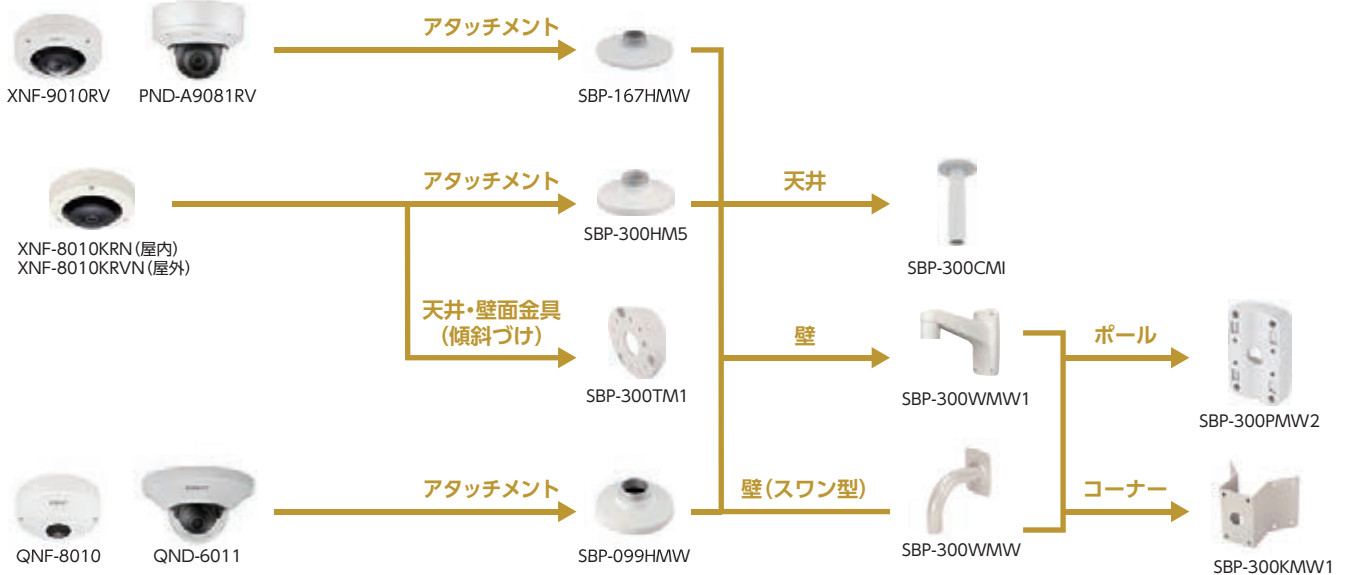 アタッチメント
XNF-9010RV
PND-A9081RV
SBP-167HMW
アタッチメント
天井
XNF-8010KRN(屋内)
XNF-8010KRVN(屋外)
SBP-300HM5
SBP-300CMI
天井・壁面金具
(傾斜づけ)
壁
ポール
SBP-300TM1
SBP-300WMW1
SBP-300PMW2
アタッチメント
壁(スワン型)
コーナー
QNF-8010
QND-6011
SBP-099HMW
SBP-300WMW
SBP-300KMW1